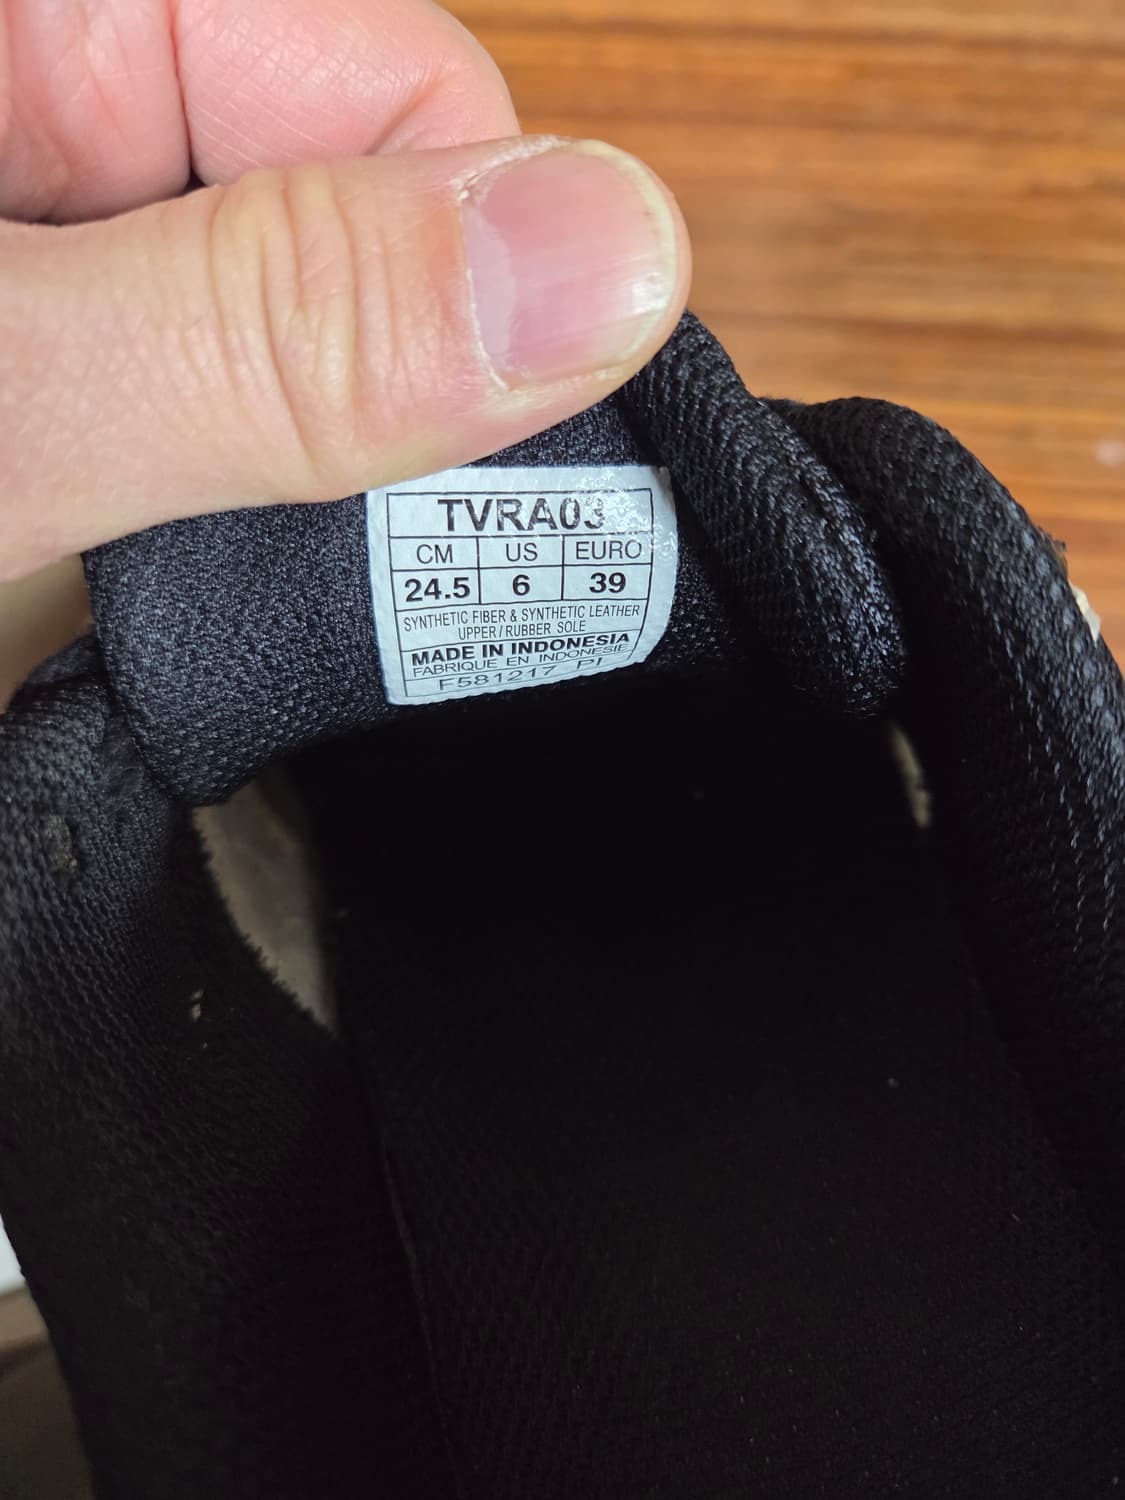 TVRA03
CM US EURO
24.5 6 39
SYNTHETIC FIBER & SYNTHETIC LEATHER
UPPER / RUBBER SOLE
MADE IN INDONESIA
FABRIQUE EN INDONESIE
F581217 PI